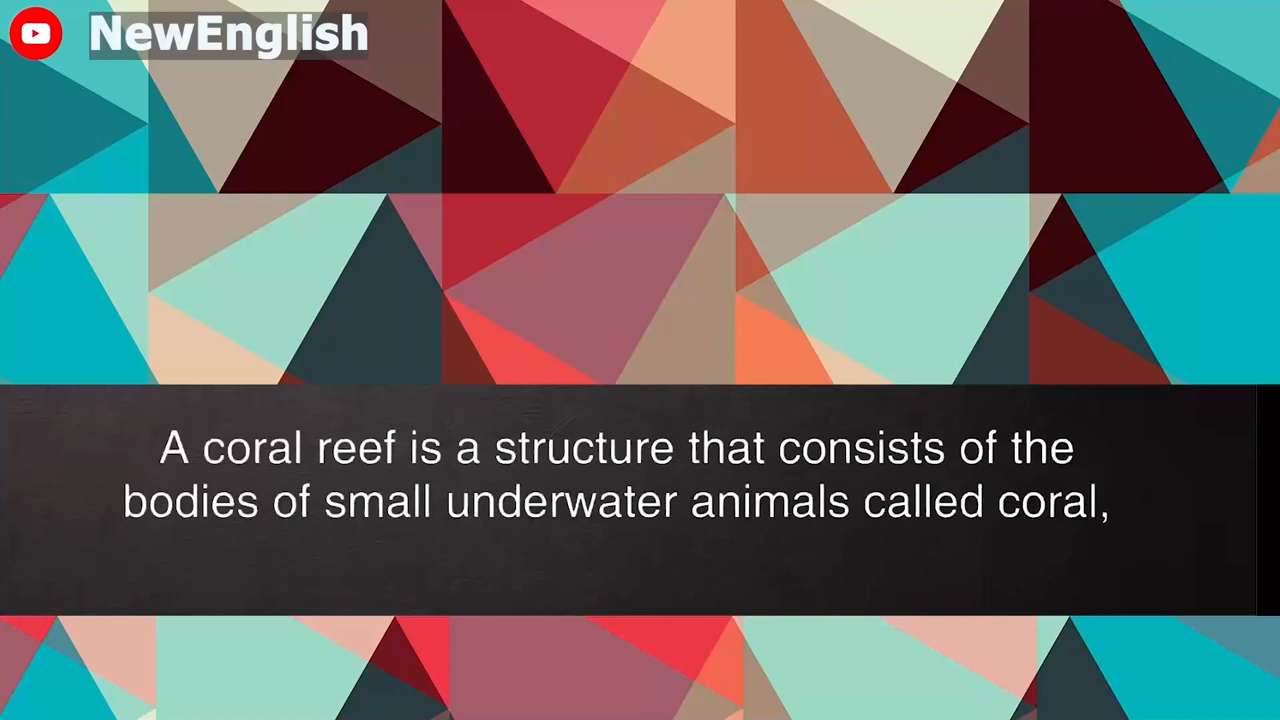 NewEnglish
A coral reef is a structure that consists of the
bodies of small underwater animals called coral,